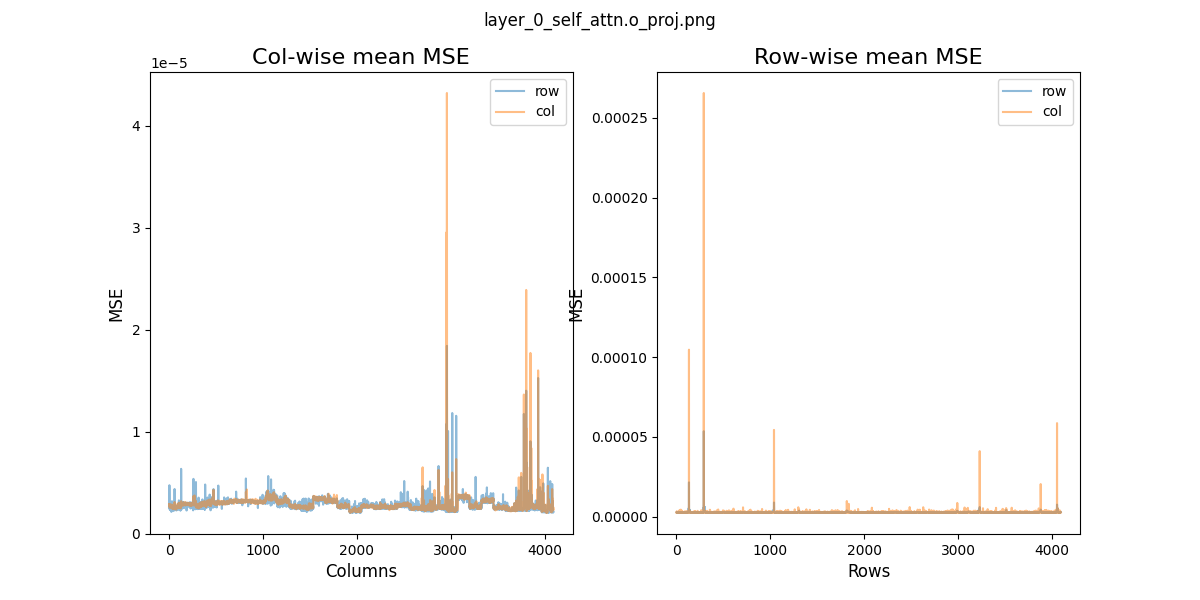 layer_0_self_attn.o_proj.png
Col-wise mean MSE
1e−5
row
col
4
3
2
1
0
MSE
0
1000
2000
3000
4000
Columns
Row-wise mean MSE
row
col
0.00025
0.00020
0.00015
0.00010
0.00005
0.00000
MSE
0
1000
2000
3000
4000
Rows